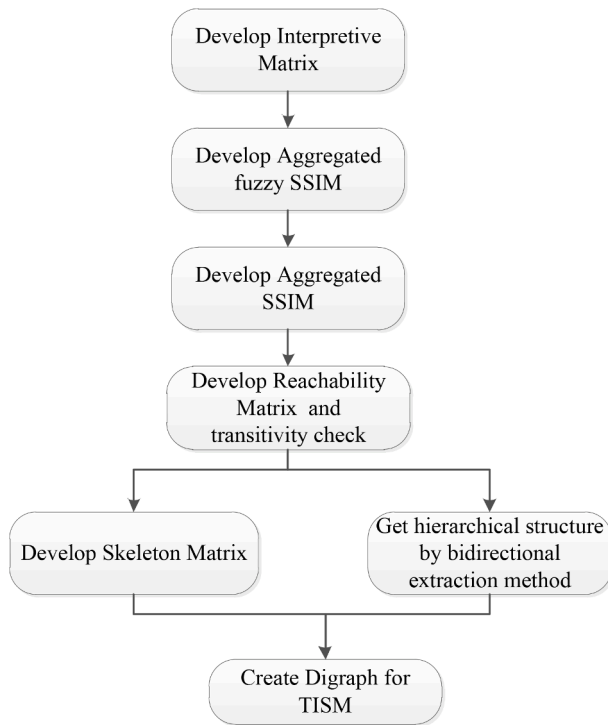 Develop Interpretive
Matrix
Develop Aggregated
fuzzy SSIM
Develop Aggregated
SSIM
Develop Reachability
Matrix and
transitivity check
Develop Skeleton Matrix
Get hierarchical structure
by bidirectional
extraction method
Create Digraph for
TISM